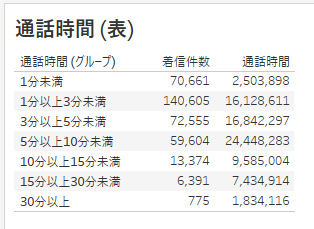 通話時間 (表)
通話時間 (グループ) 着信件数 通話時間
1分未満 70,661 2,503,898
1分以上3分未満 140,605 16,128,611
3分以上5分未満 72,555 16,842,297
5分以上10分未満 59,604 24,448,283
10分以上15分未満 13,374 9,585,004
15分以上30分未満 6,391 7,434,914
30分以上 775 1,834,116